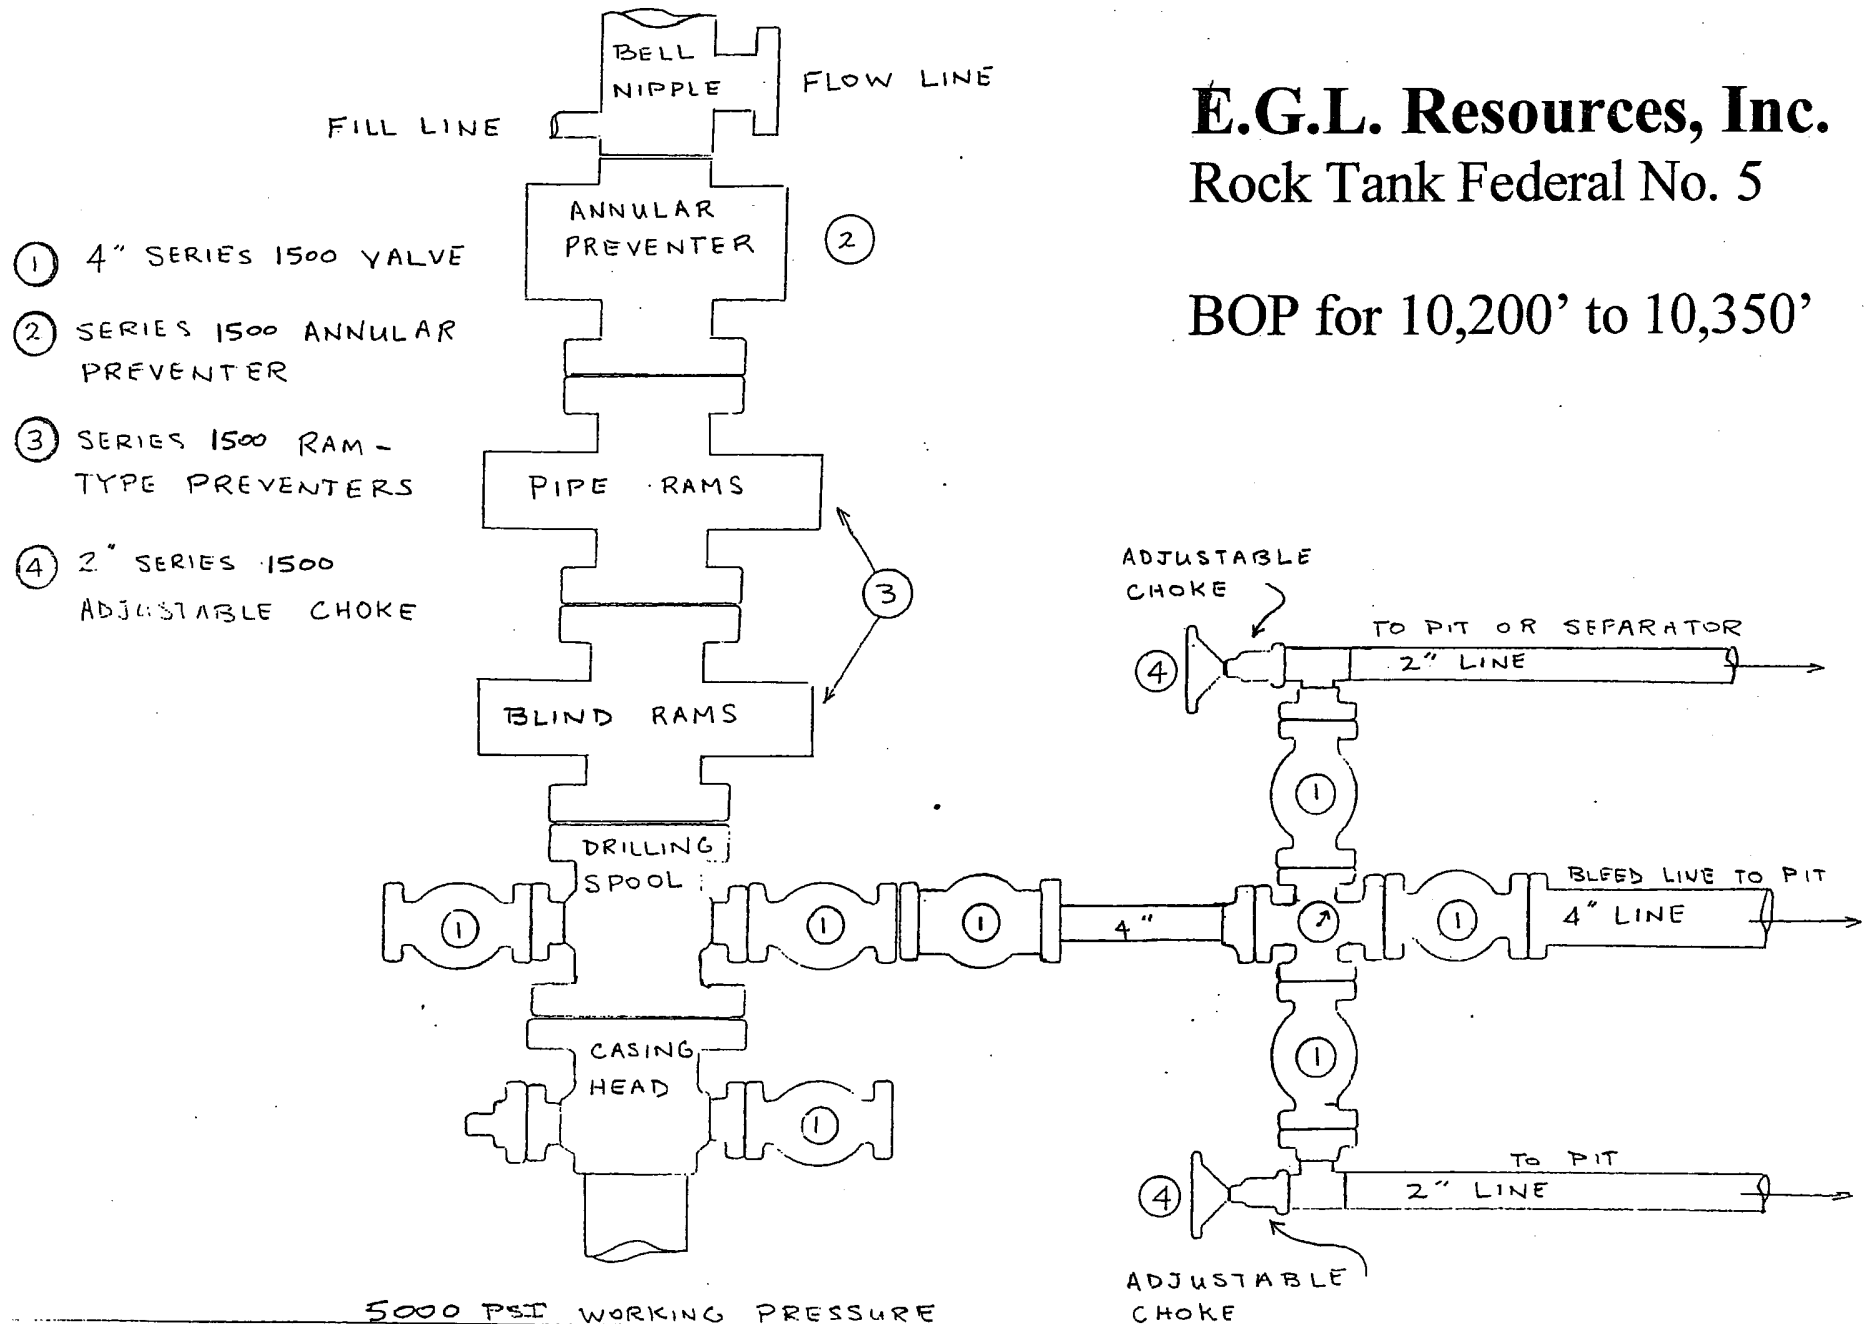 BELL
NIPPLE
FLOW LINE
FILL LINE
E.G.L. Resources, Inc.
Rock Tank Federal No. 5
BOP for 10,200' to 10,350'
ANNULAR
PREVENTER
2
1 4" SERIES 1500 VALVE
2 SERIES 1500 ANNULAR
PREVENTER
3 SERIES 1500 RAM-
TYPE PREVENTERS
4 2" SERIES 1500
ADJUSTABLE CHOKE
PIPE RAMS
3
BLIND RAMS
ADJUSTABLE
CHOKE
TO PIT OR SEPARATOR
4
2" LINE
1
DRILLING
SPOOL
1
1
1
4"
1
BLEED LINE TO PIT
4" LINE
1
CASING
HEAD
1
TO PIT
4
2" LINE
ADJUSTABLE
CHOKE
5000 PSI WORKING PRESSURE